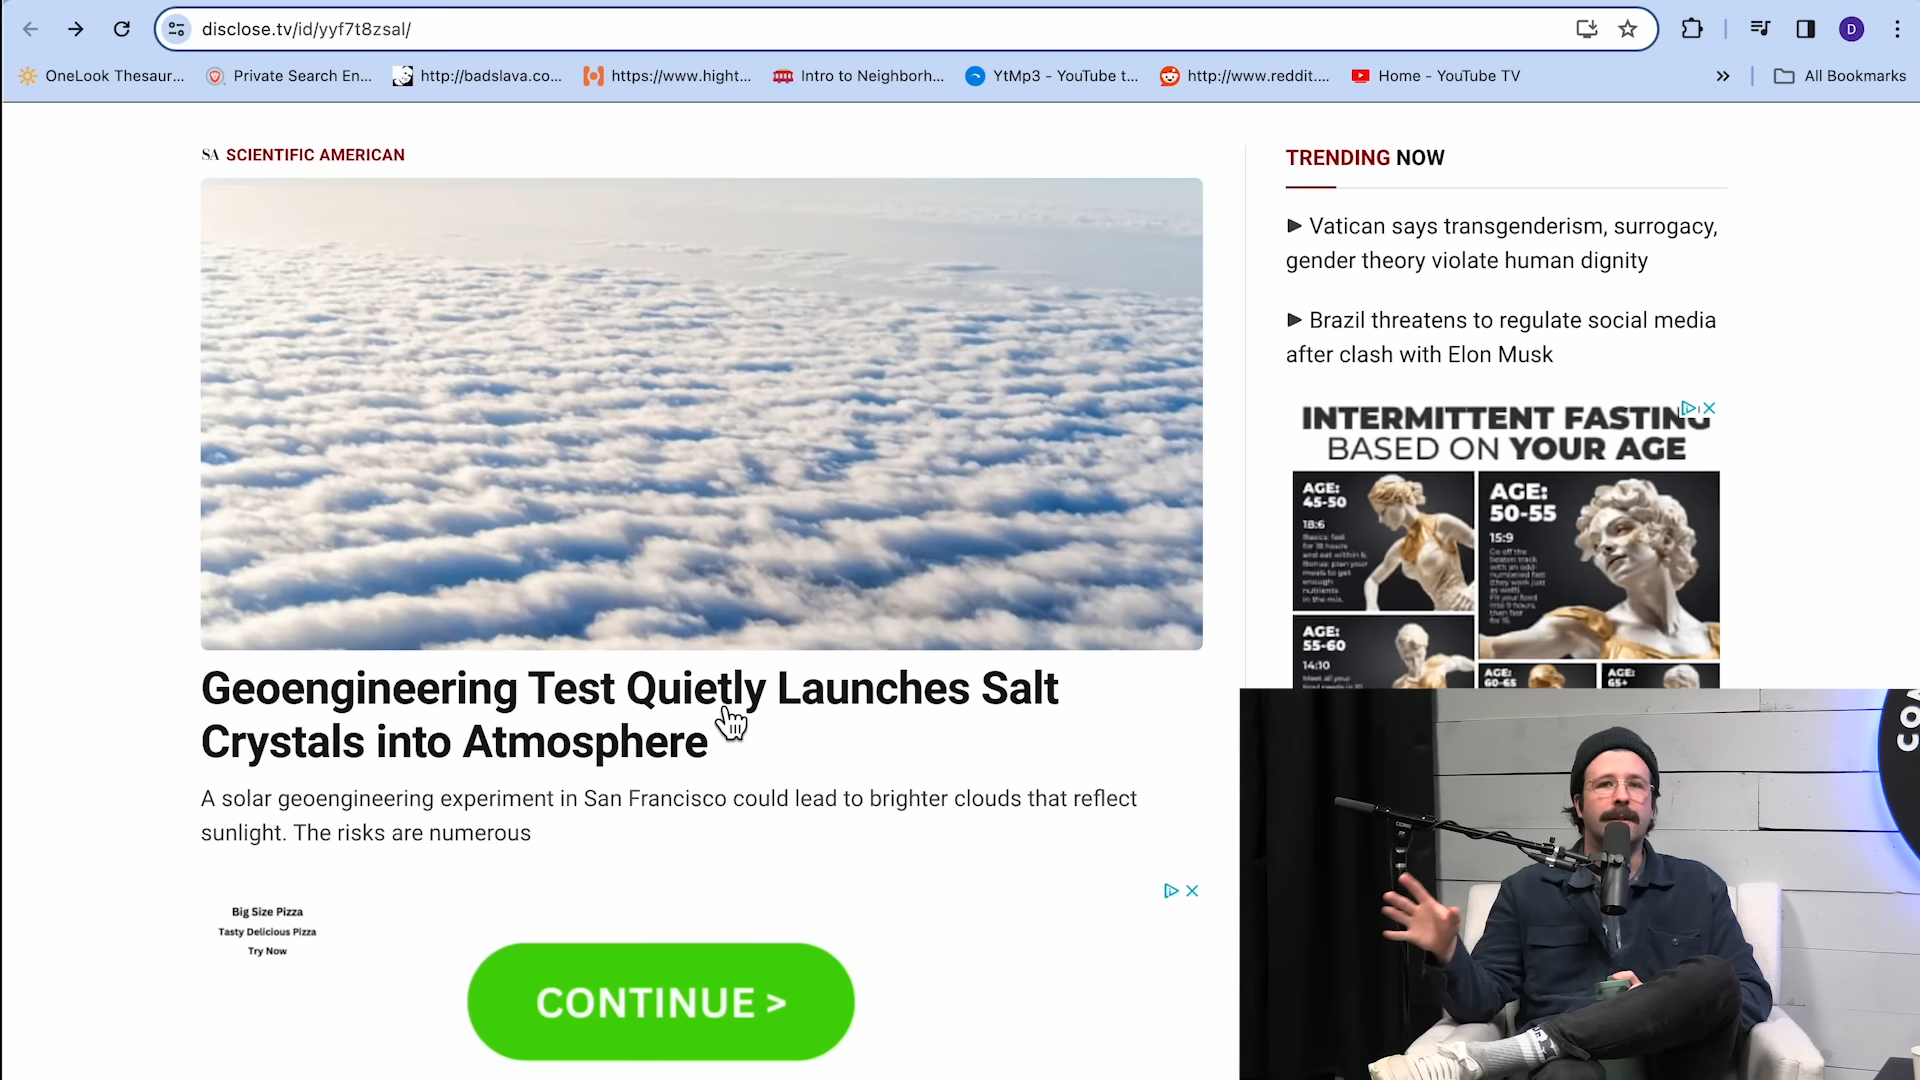 disclose.tv/id/yyf7t8zsal/
D
OneLook Thesaur...
Private Search En...
http://badslava.co...
https://www.hight...
Intro to Neighborh...
YtMp3 - YouTube t...
http://www.reddit....
Home - YouTube TV
All Bookmarks
SA SCIENTIFIC AMERICAN
Geoengineering Test Quietly Launches Salt
Crystals into Atmosphere
A solar geoengineering experiment in San Francisco could lead to brighter clouds that reflect
sunlight. The risks are numerous
Big Size Pizza
Tasty Delicious Pizza
Try Now
CONTINUE >
TRENDING NOW
Vatican says transgenderism, surrogacy,
gender theory violate human dignity
Brazil threatens to regulate social media
after clash with Elon Musk
INTERMITTENT FASTING
BASED ON YOUR AGE
AGE:
45-50
18:6
AGE:
50-55
15:9
AGE:
55-60
14:10
AGE:
60-65
AGE:
65+